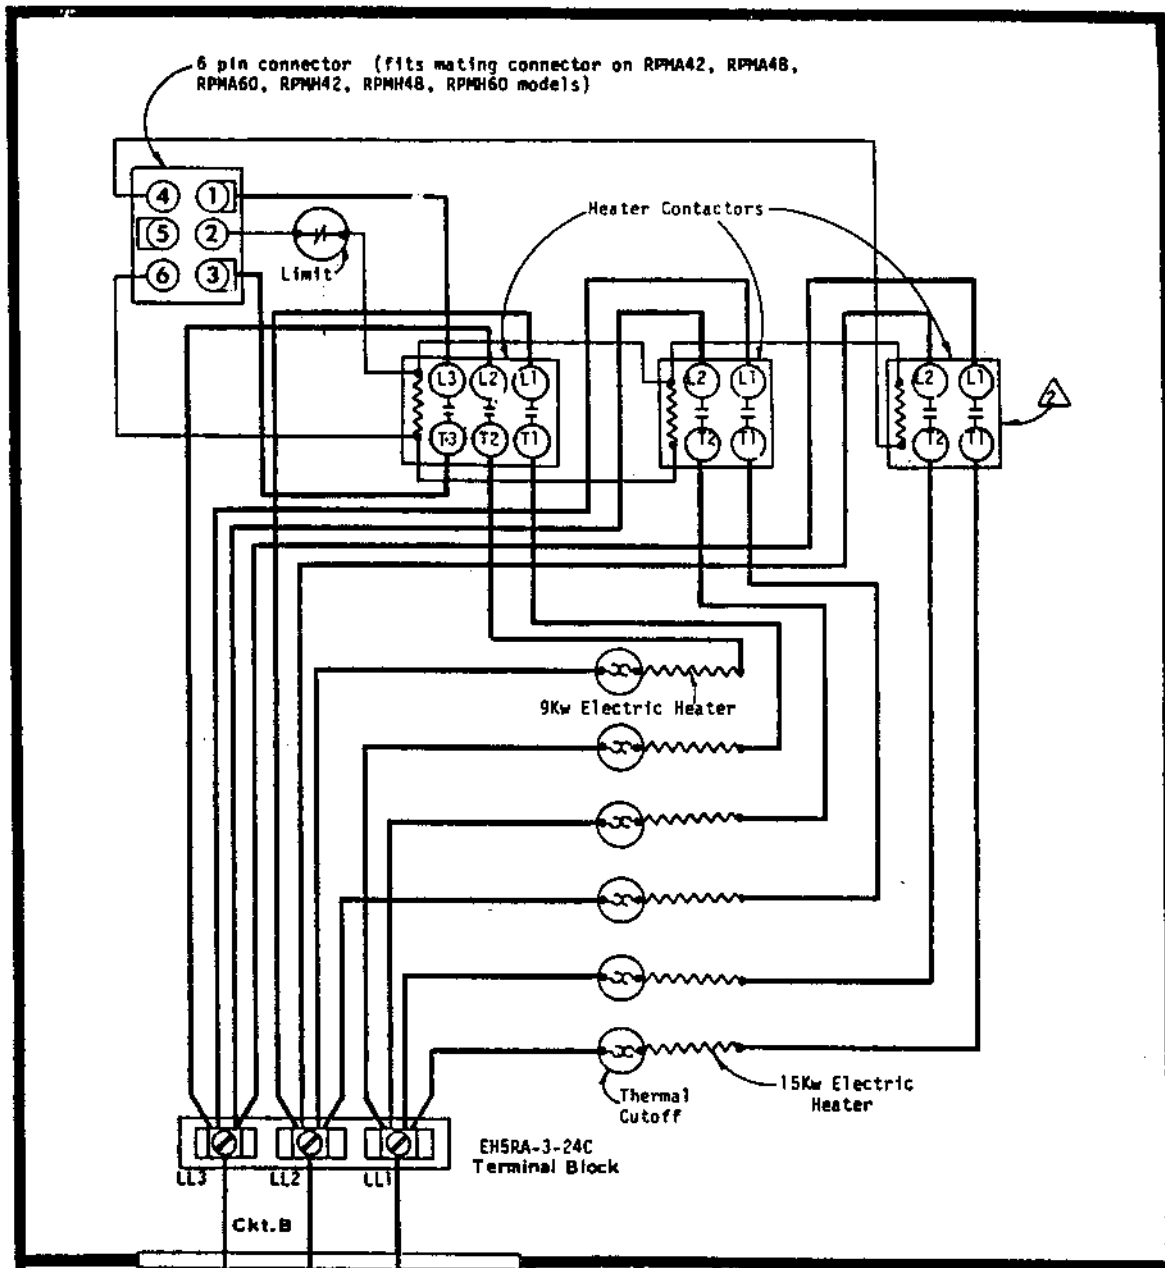 6 pin connector (fits mating connector on RPMA42, RPMA48,
RPMA60, RPMH42, RPMH48, RPMH60 models)
4 1
5 2
6 3
Limit
Heater Contactors
L3 L2 L1
T3 T2 T1
L2 L1
T2 T1
L2 L1
T2 T1
2
9Kw Electric Heater
Thermal
Cutoff
15Kw Electric
Heater
EH5RA-3-24C
Terminal Block
LL3 LL2 LL1
Ckt.B